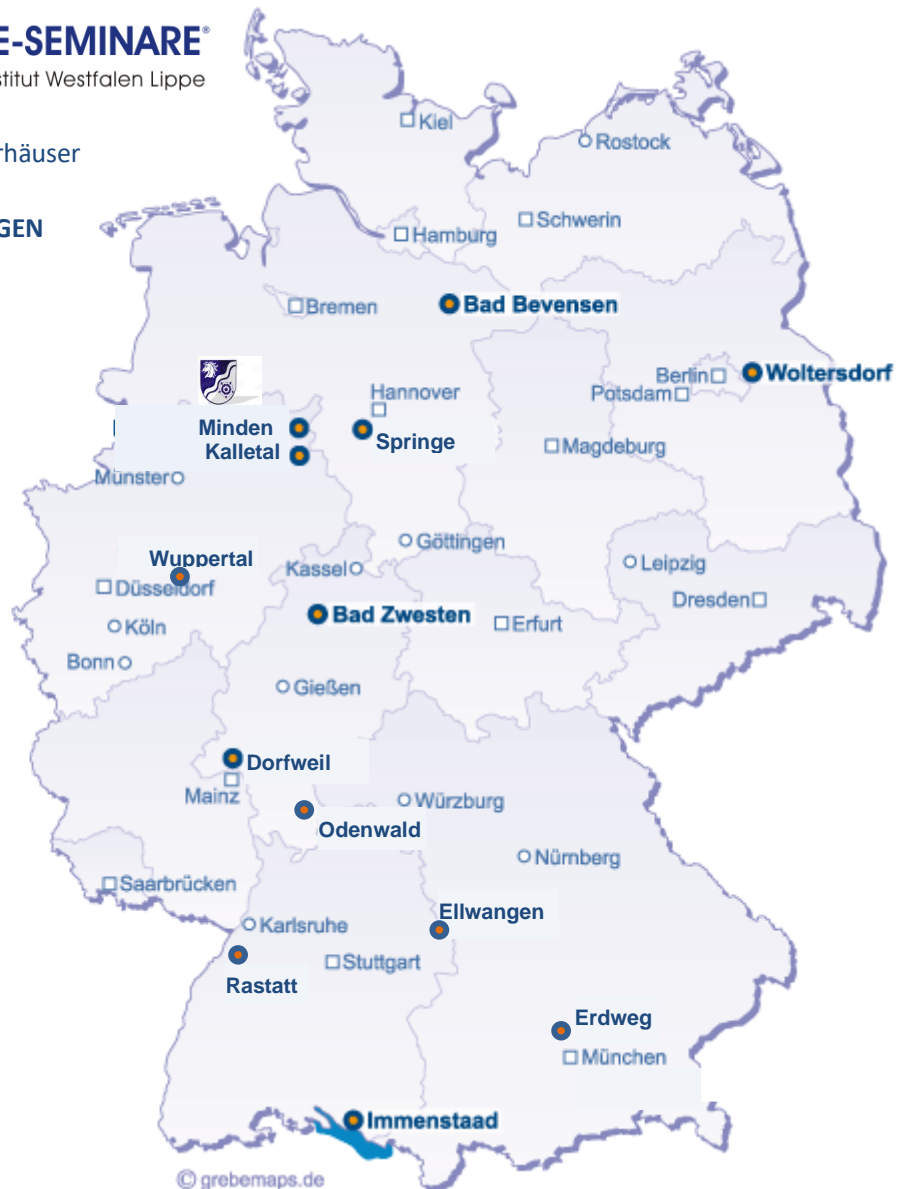 E-SEMINARE®
stitut Westfalen Lippe
rhäuser
GEN
Kiel
Rostock
Schwerin
Hamburg
Bremen
Bad Bevensen
Berlin
Woltersdorf
Potsdam
Hannover
Minden
Springe
Kalletal
Magdeburg
Münster
Göttingen
Wuppertal
Kassel
Leipzig
Düsseldorf
Dresden
Bad Zwesten
Erfurt
Köln
Bonn
Gießen
Dorfweil
Mainz
Würzburg
Odenwald
Nürnberg
Saarbrücken
Ellwangen
Karlsruhe
Stuttgart
Rastatt
Erdweg
München
Immenstaad
© grebemaps.de